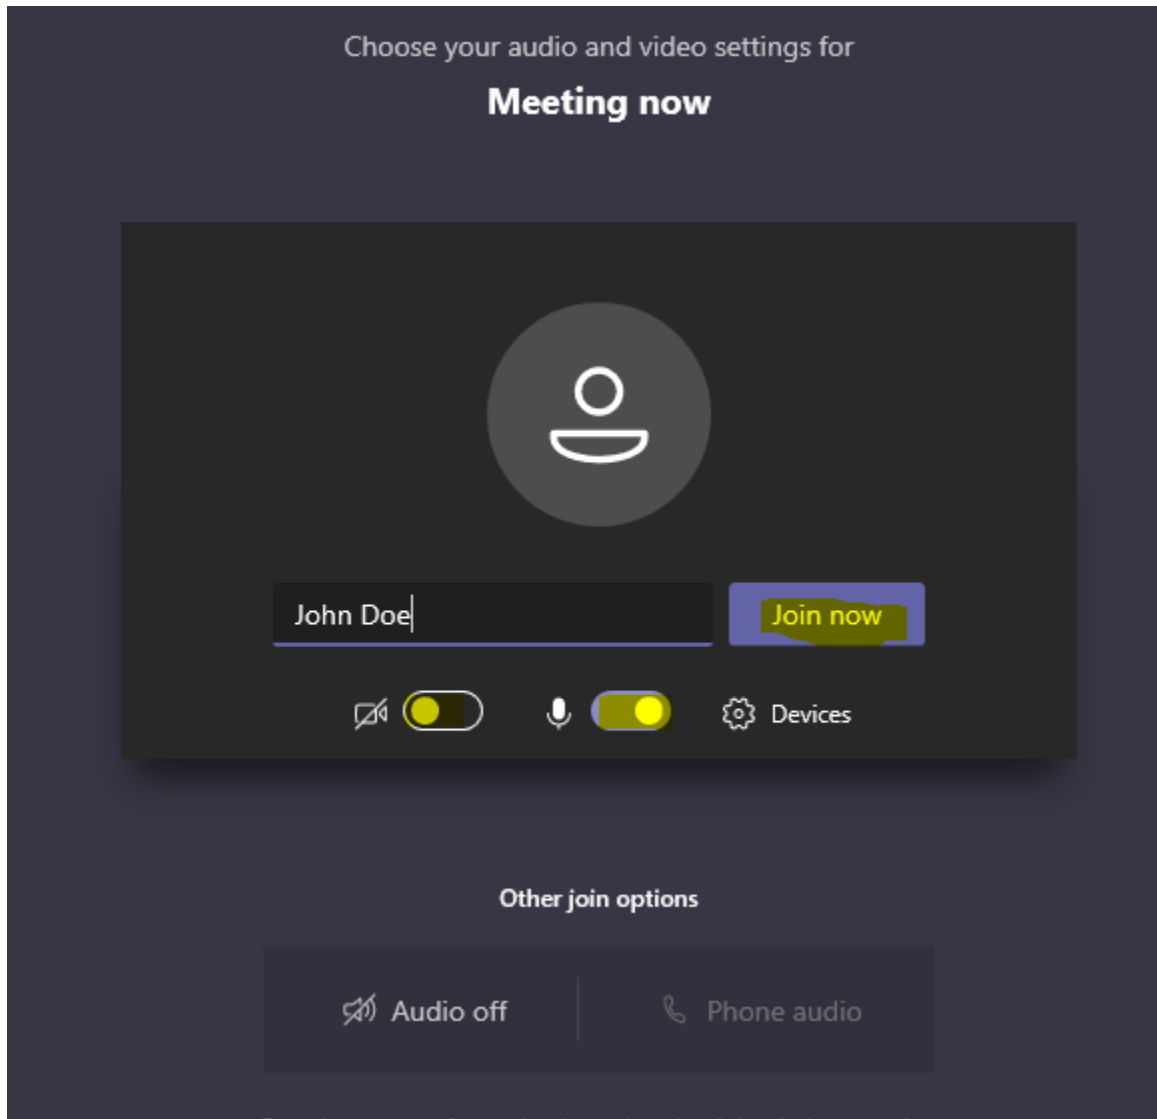 Choose your audio and video settings for
Meeting now
John Doe
Join now
Devices
Other join options
Audio off
Phone audio